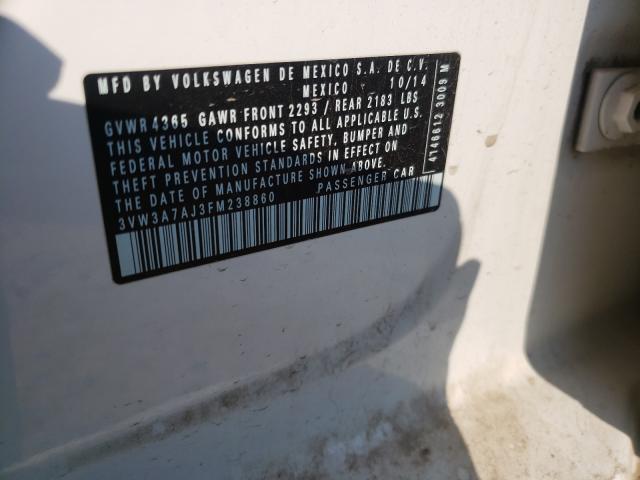 MFD BY VOLKSWAGEN DE MEXICO S.A. DE C.V.
MEXICO 10/14
GVWR 4365 GAWR FRONT 2293 / REAR 2183 LBS
THIS VEHICLE CONFORMS TO ALL APPLICABLE U.S.
FEDERAL MOTOR VEHICLE SAFETY, BUMPER AND
THEFT PREVENTION STANDARDS IN EFFECT ON
THE DATE OF MANUFACTURE SHOWN ABOVE.
3VW3A7AJ3FM238860 PASSENGER CAR
4146612 3009 M